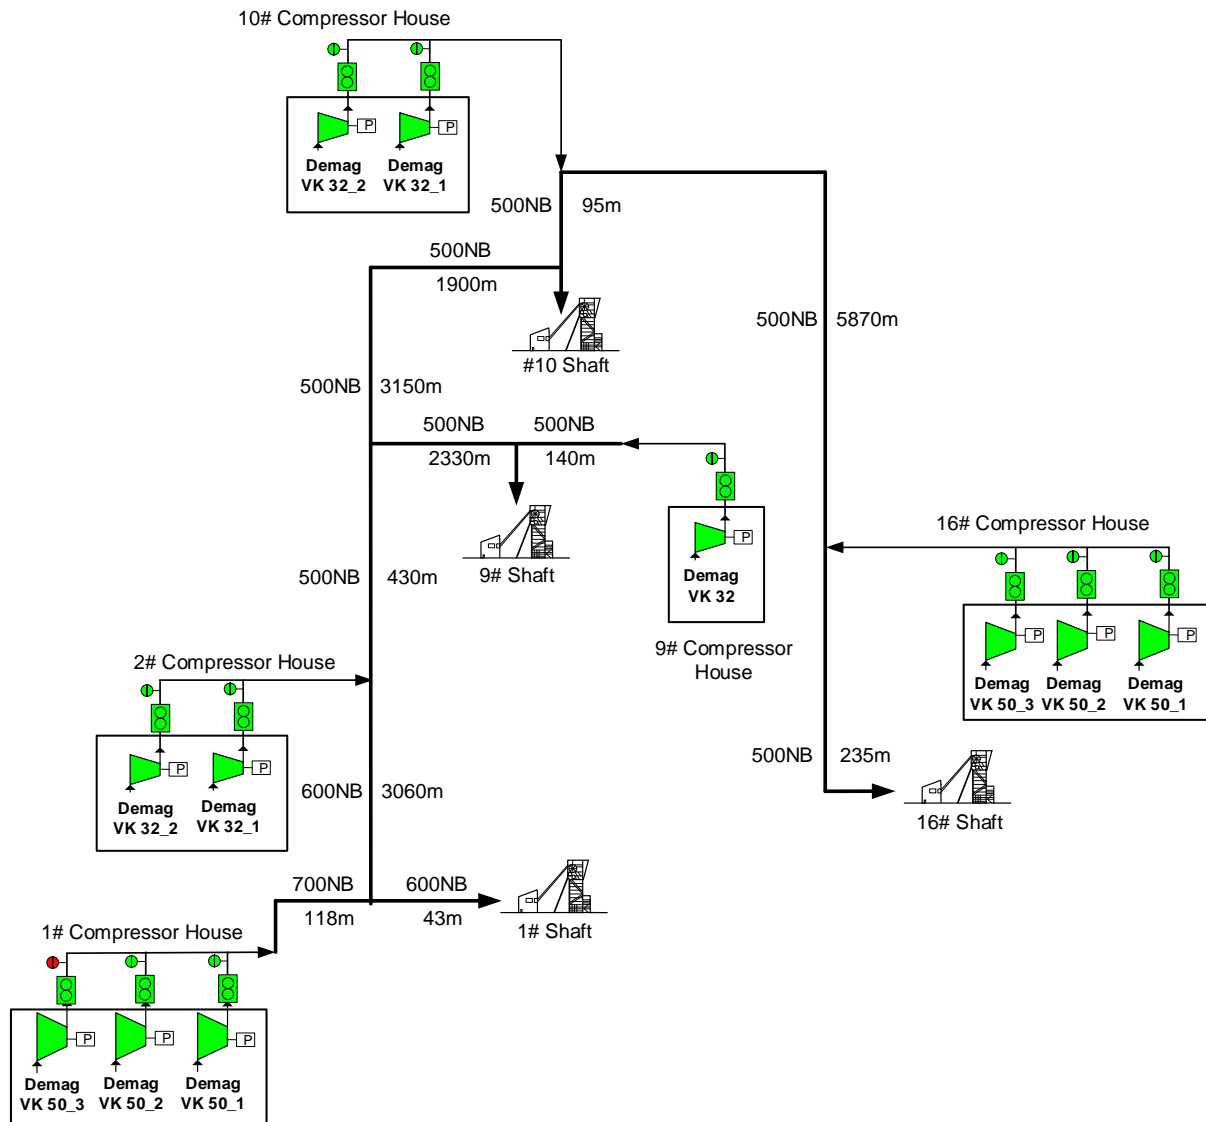 10# Compressor House
P
P
Demag
VK 32_2
Demag
VK 32_1
500NB
95m
500NB
1900m
#10 Shaft
500NB
5870m
500NB
3150m
500NB
500NB
2330m
140m
9# Shaft
P
Demag
VK 32
9# Compressor
House
16# Compressor House
P
P
P
Demag
VK 50_3
Demag
VK 50_2
Demag
VK 50_1
500NB
430m
2# Compressor House
P
P
Demag
VK 32_2
Demag
VK 32_1
600NB
3060m
500NB
235m
16# Shaft
700NB
600NB
118m
43m
1# Shaft
1# Compressor House
P
P
P
Demag
VK 50_3
Demag
VK 50_2
Demag
VK 50_1